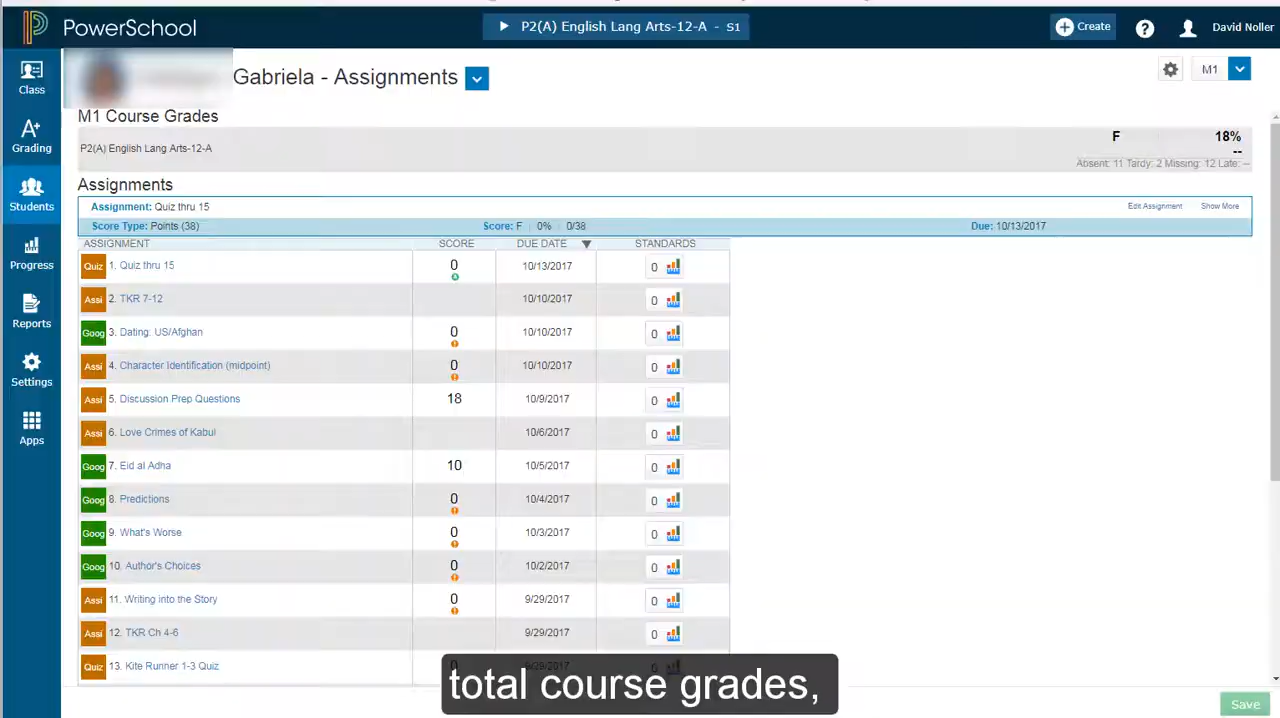 PowerSchool
P2(A) English Lang Arts-12-A - S1
Create
?
David Noller
Class
Grading
Students
Progress
Reports
Settings
Apps
Gabriela - Assignments
M1
M1 Course Grades
P2(A) English Lang Arts-12-A
F 18%
--
Absent: 11 Tardy: 2 Missing: 12 Late: --
Assignments
Assignment: Quiz thru 15
Edit Assignment Show More
Score Type: Points (38) Score: F 0% 0/38 Due: 10/13/2017
ASSIGNMENT SCORE DUE DATE STANDARDS
Quiz 1. Quiz thru 15 0 10/13/2017 0
Assi 2. TKR 7-12 10/10/2017 0
Goog 3. Dating: US/Afghan 0 10/10/2017 0
Assi 4. Character Identification (midpoint) 0 10/10/2017 0
Assi 5. Discussion Prep Questions 18 10/9/2017 0
Assi 6. Love Crimes of Kabul 10/6/2017 0
Goog 7. Eid al Adha 10 10/5/2017 0
Goog 8. Predictions 0 10/4/2017 0
Goog 9. What's Worse 0 10/3/2017 0
Goog 10. Author's Choices 0 10/2/2017 0
Assi 11. Writing into the Story 0 9/29/2017 0
Assi 12. TKR Ch 4-6 9/29/2017 0
Quiz 13. Kite Runner 1-3 Quiz 9/29/2017
total course grades,
Save